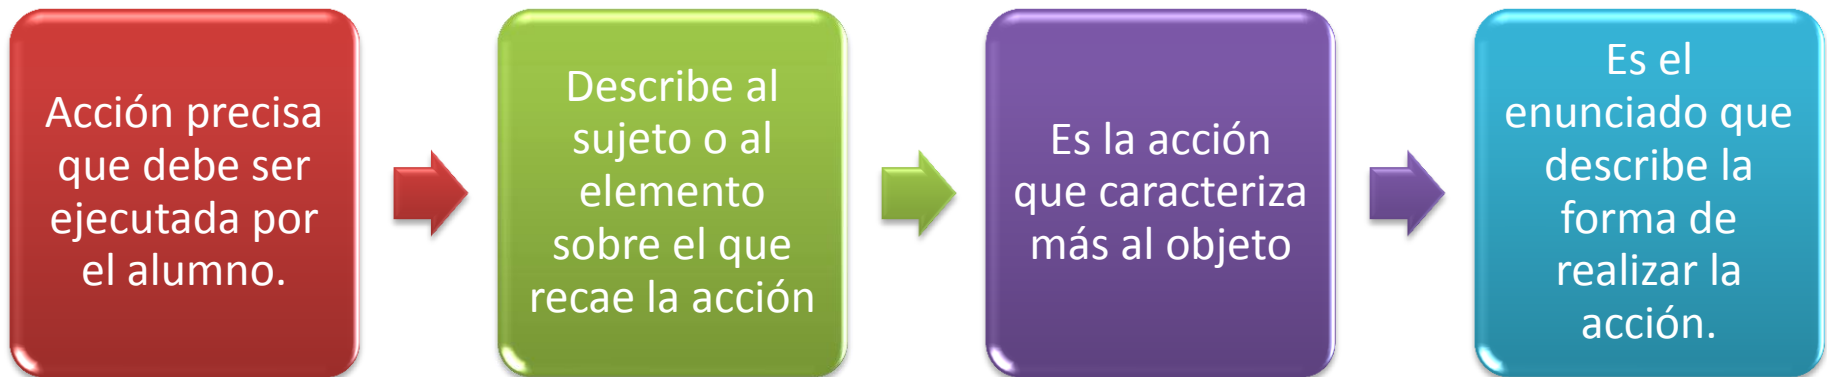 Acción precisa
que debe ser
ejecutada por
el alumno.
Describe al
sujeto o al
elemento
sobre el que
recae la acción
Es la acción
que caracteriza
más al objeto
Es el
enunciado que
describe la
forma de
realizar la
acción.